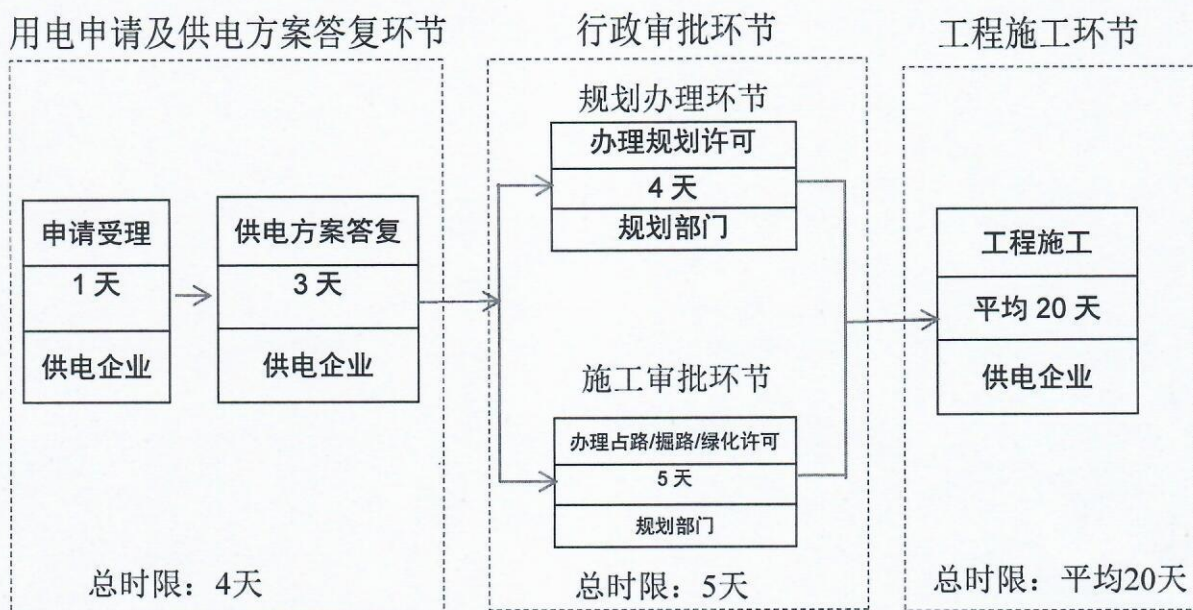 用电申请及供电方案答复环节
申请受理
1 天
供电企业
供电方案答复
3 天
供电企业
总时限：4天
行政审批环节
规划办理环节
办理规划许可
4 天
规划部门
施工审批环节
办理占路/掘路/绿化许可
5 天
规划部门
总时限：5天
工程施工环节
工程施工
平均 20 天
供电企业
总时限：平均20天